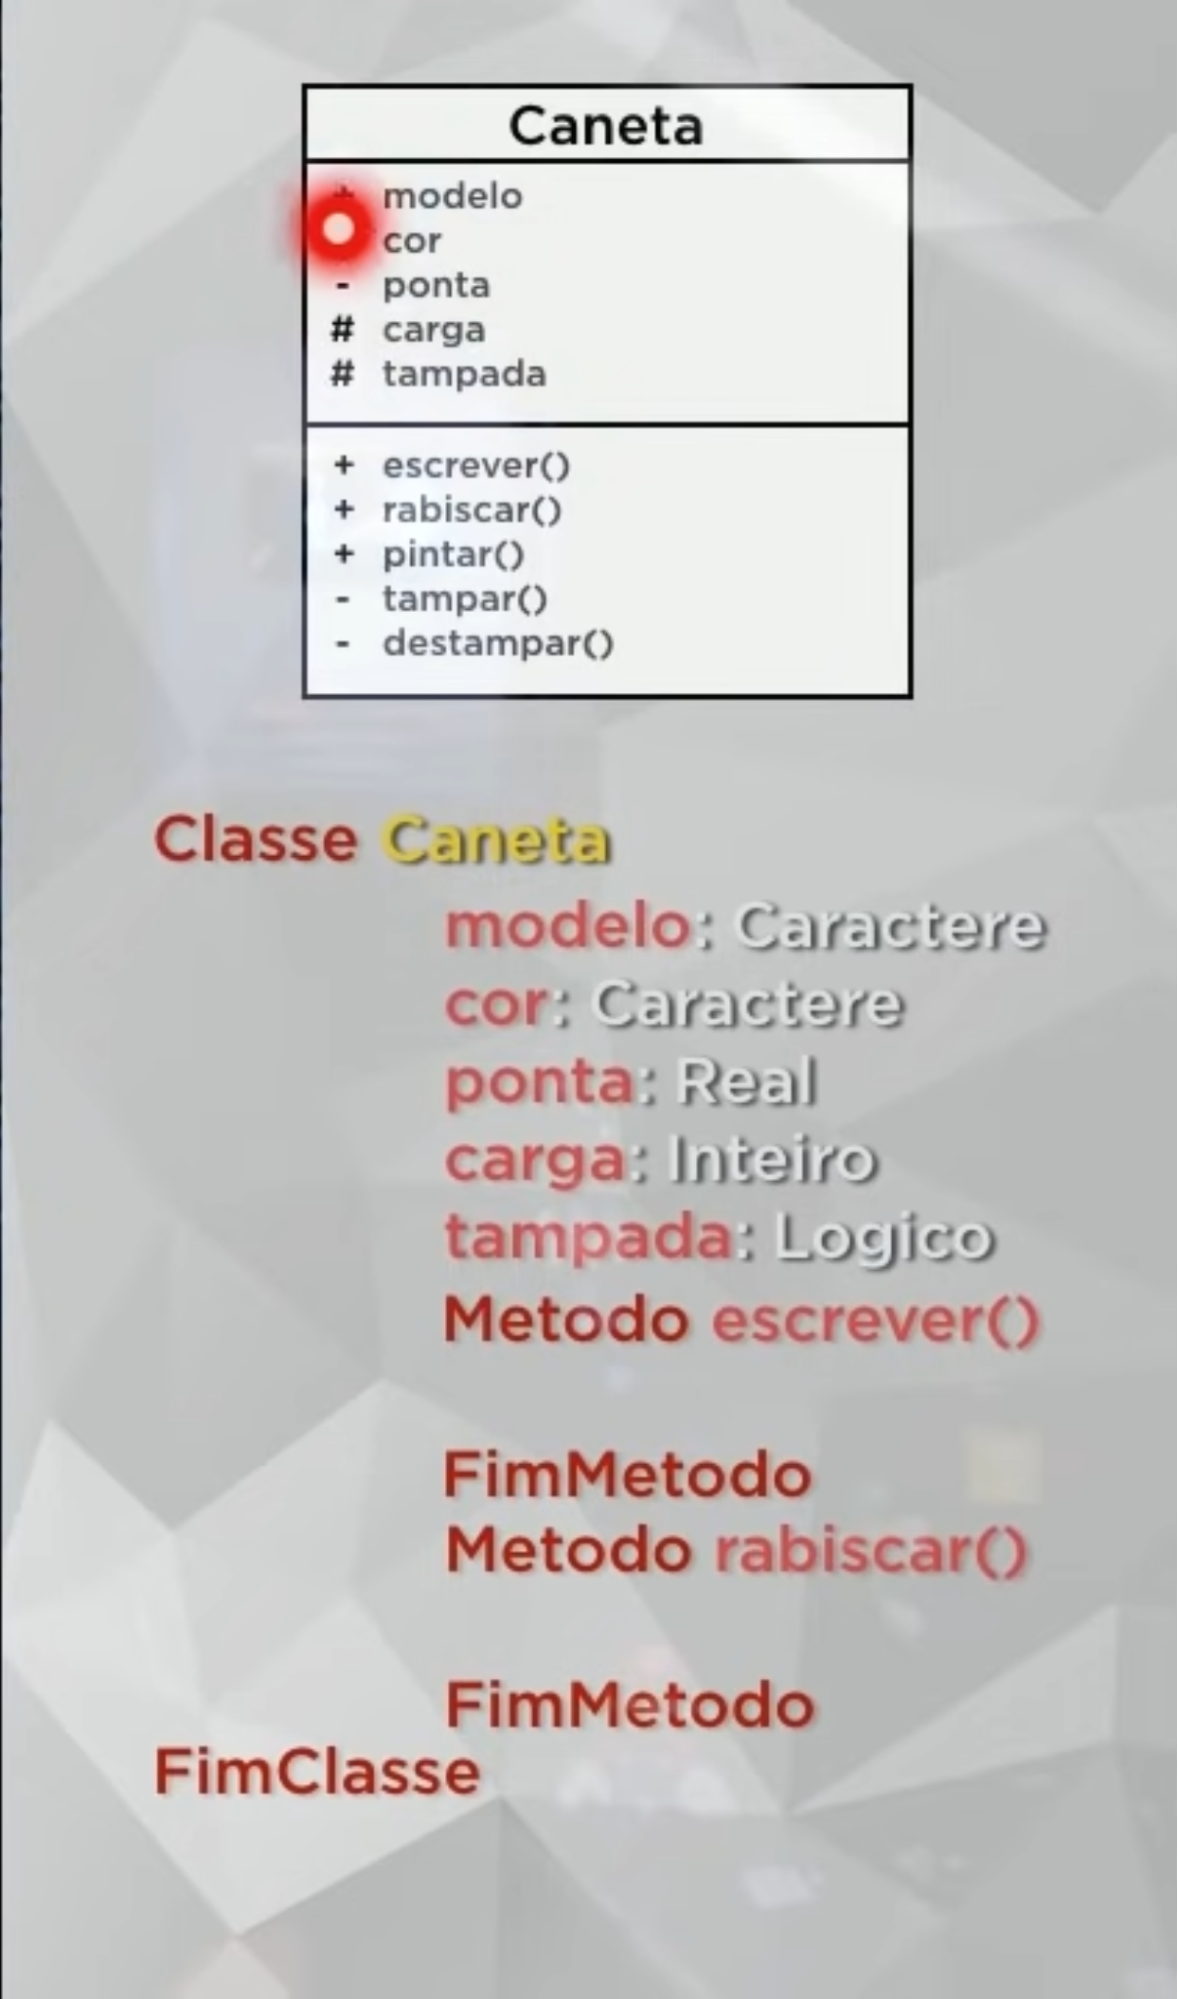 Caneta
+ modelo
cor
- ponta
# carga
# tampada
+ escrever()
+ rabiscar()
+ pintar()
- tampar()
- destampar()
Classe Caneta
modelo: Caractere
cor: Caractere
ponta: Real
carga: Inteiro
tampada: Logico
Metodo escrever()
FimMetodo
Metodo rabiscar()
FimMetodo
FimClasse